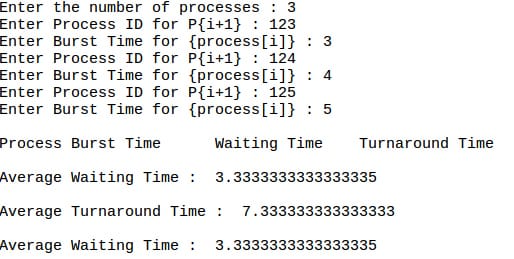 Enter the number of processes : 3
Enter Process ID for P{i+1} : 123
Enter Burst Time for {process[i]} : 3
Enter Process ID for P{i+1} : 124
Enter Burst Time for {process[i]} : 4
Enter Process ID for P{i+1} : 125
Enter Burst Time for {process[i]} : 5
Process Burst Time      Waiting Time    Turnaround Time
Average Waiting Time :  3.3333333333333335
Average Turnaround Time :  7.333333333333333
Average Waiting Time :  3.3333333333333335